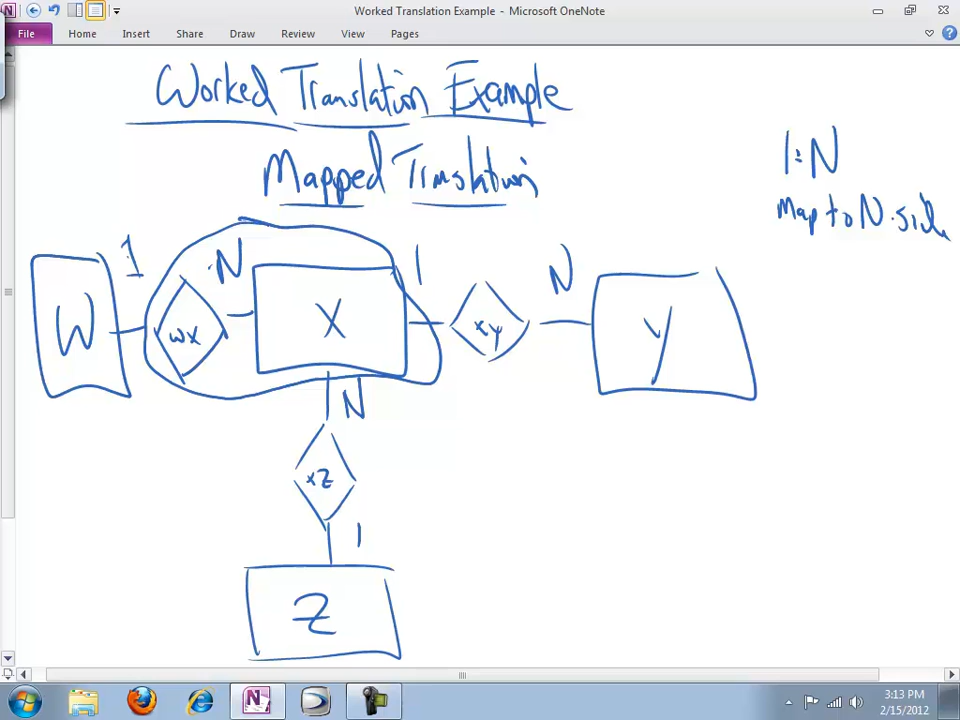 Worked Translation Example - Microsoft OneNote
File Home Insert Share Draw Review View Pages
Worked Translation Example
Mapped Trnslation
1:N
Map to N-side
1 N 1 N
W wx X xy Y
N
xz
1
Z
3:13 PM
2/15/2012